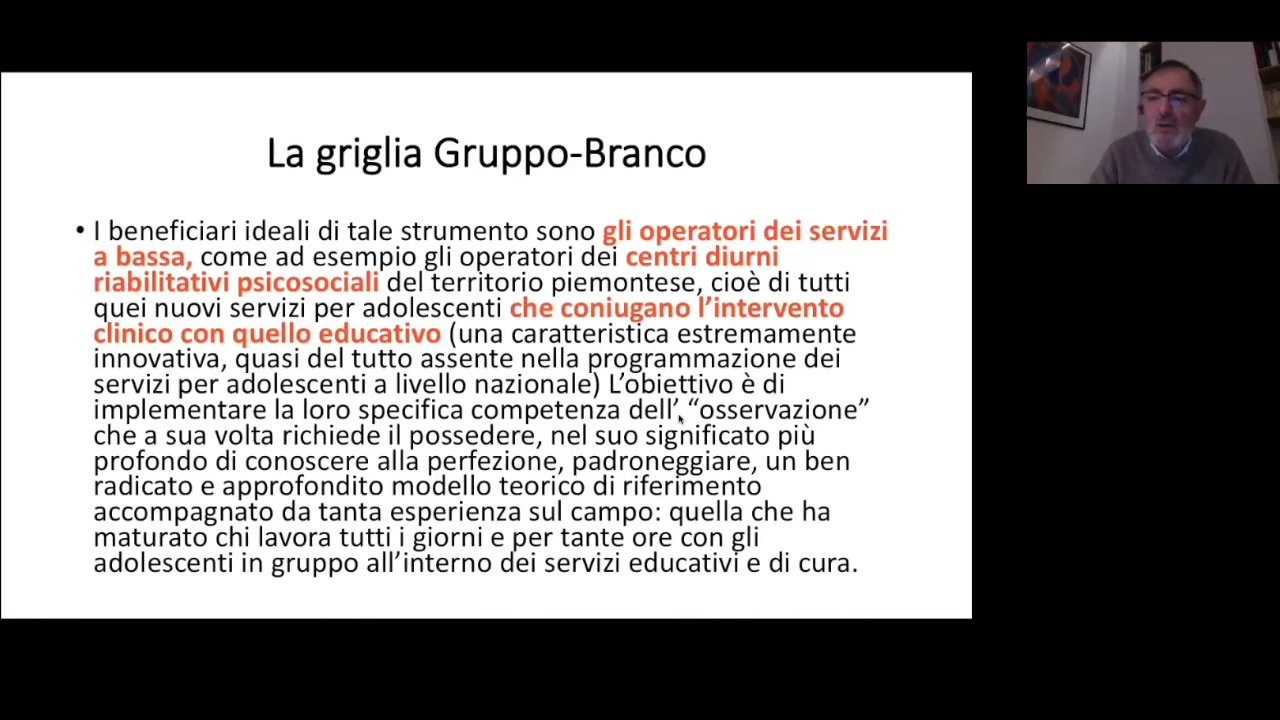 La griglia Gruppo-Branco
• I beneficiari ideali di tale strumento sono gli operatori dei servizi
a bassa, come ad esempio gli operatori dei centri diurni
riabilitativi psicosociali del territorio piemontese, cioè di tutti
quei nuovi servizi per adolescenti che coniugano l’intervento
clinico con quello educativo (una caratteristica estremamente
innovativa, quasi del tutto assente nella programmazione dei
servizi per adolescenti a livello nazionale) L’obiettivo è di
implementare la loro specifica competenza dell’, “osservazione”
che a sua volta richiede il possedere, nel suo significato più
profondo di conoscere alla perfezione, padroneggiare, un ben
radicato e approfondito modello teorico di riferimento
accompagnato da tanta esperienza sul campo: quella che ha
maturato chi lavora tutti i giorni e per tante ore con gli
adolescenti in gruppo all’interno dei servizi educativi e di cura.